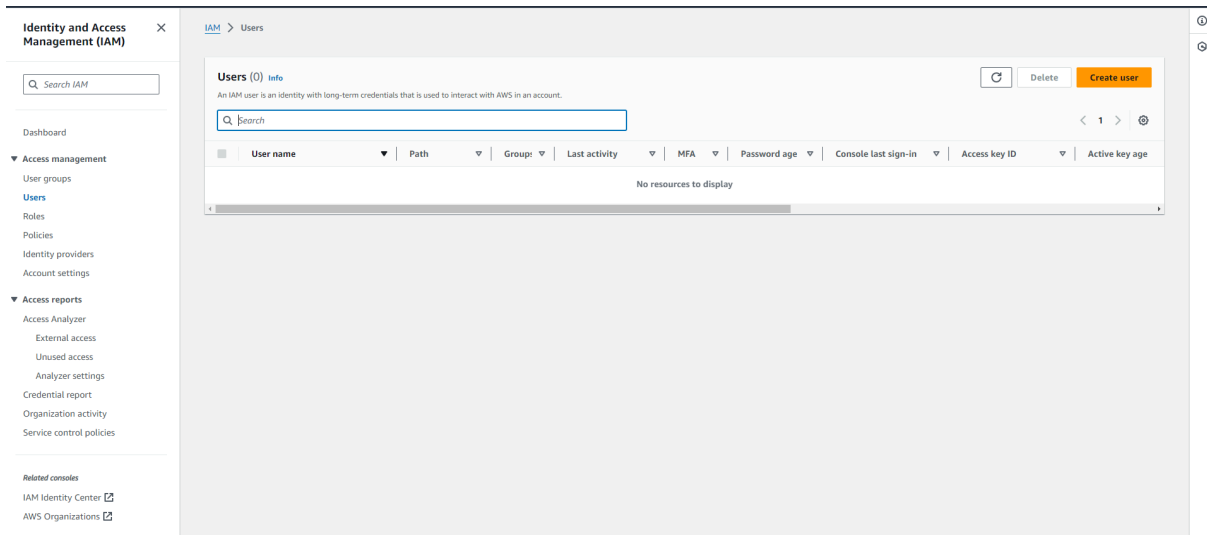 Identity and Access
Management (IAM)
Search IAM
Dashboard
Access management
User groups
Users
Roles
Policies
Identity providers
Account settings
Access reports
Access Analyzer
External access
Unused access
Analyzer settings
Credential report
Organization activity
Service control policies
Related consoles
IAM Identity Center
AWS Organizations
IAM > Users
Users (0) Info
Delete
Create user
An IAM user is an identity with long-term credentials that is used to interact with AWS in an account.
Search
1
User name Path Group: Last activity MFA Password age Console last sign-in Access key ID Active key age
No resources to display